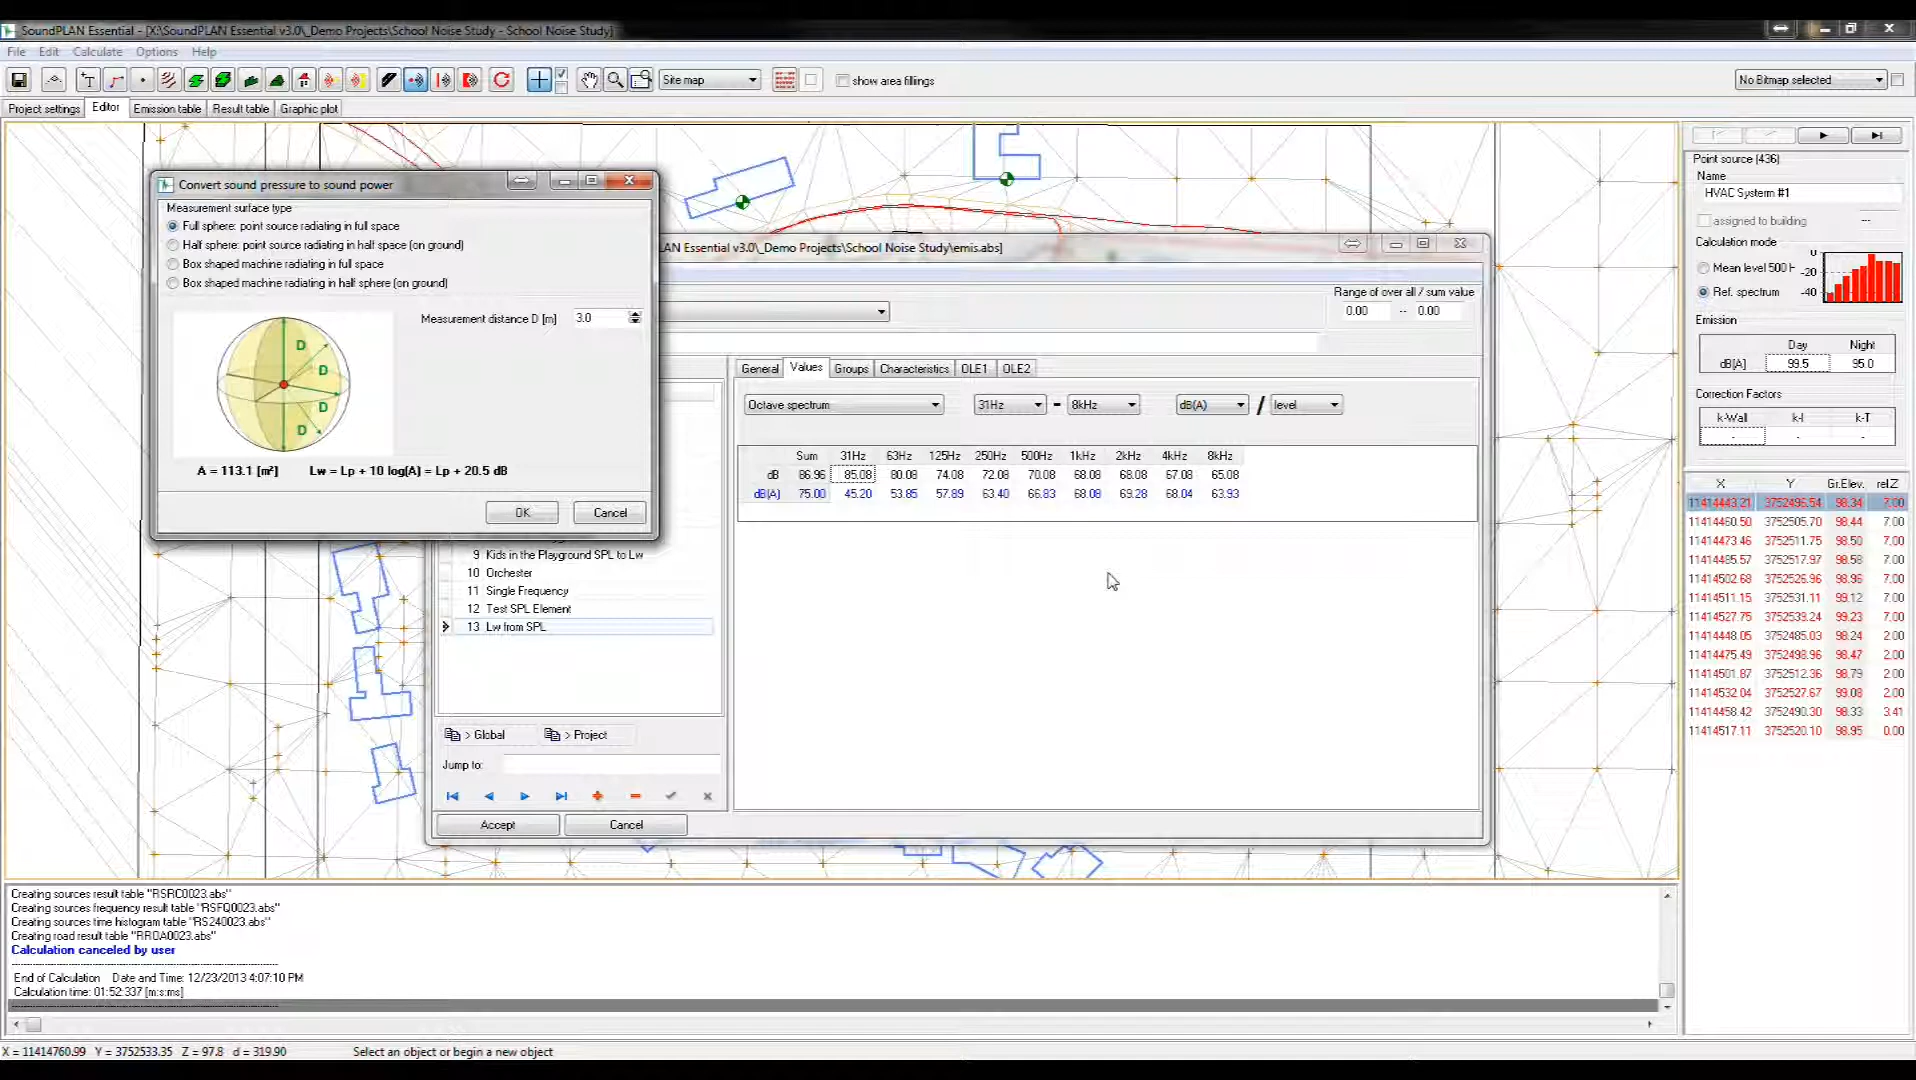 SoundPLAN Essential - [X:\SoundPLAN Essential v3.0\_Demo Projects\School Noise Study - School Noise Study]
File Edit Calculate Options Help
Site map show area fillings No Bitmap selected
Project settings Editor Emission table Result table Graphic plot
Convert sound pressure to sound power
Measurement surface type
Full sphere: point source radiating in full space
Half sphere: point source radiating in half space (on ground)
Box shaped machine radiating in full space
Box shaped machine radiating in half sphere (on ground)
Measurement distance D [m] 3.0
D
D
D
D
A = 113.1 [m²] Lw = Lp + 10 log(A) = Lp + 20.5 dB
OK Cancel
PLAN Essential v3.0\_Demo Projects\School Noise Study\emis.abs]
Range of over all / sum value
0.00 -- 0.00
General Values Groups Characteristics OLE1 OLE2
Octave spectrum 31Hz - 8kHz dB(A) / level
Sum 31Hz 63Hz 125Hz 250Hz 500Hz 1kHz 2kHz 4kHz 8kHz
dB 86.96 85.08 80.08 74.08 72.08 70.08 68.08 68.08 67.08 65.08
dB(A) 75.00 45.20 53.85 57.89 63.40 66.83 68.08 69.28 68.04 63.93
9 Kids in the Playground SPL to Lw
10 Orchester
11 Single Frequency
12 Test SPL Element
13 Lw from SPL
> Global > Project
Jump to:
Accept Cancel
Point source (436)
Name
HVAC Systerm #1
assigned to building ---
Calculation mode
Mean level 500 H
Ref. spectrum
0
-20
-40
Emission
Day Night
dB(A) 99.5 95.0
Correction Factors
k-Wall k-I k-T
- - -
X Y Gr.Elev. relZ
11414443.21 3752496.54 98.34 7.00
11414460.50 3752505.70 98.44 7.00
11414473.46 3752511.75 98.50 7.00
11414485.57 3752517.97 98.58 7.00
11414502.68 3752526.96 98.96 7.00
11414511.15 3752531.11 99.12 7.00
11414527.75 3752539.24 99.23 7.00
11414448.05 3752485.03 98.24 2.00
11414475.49 3752498.96 98.47 2.00
11414501.87 3752512.36 98.79 2.00
11414532.04 3752527.67 99.08 2.00
11414458.42 3752490.30 98.33 3.41
11414517.11 3752520.10 98.95 0.00
Creating sources result table "RSRC0023.abs"
Creating sources frequency result table "RSFQ0023.abs"
Creating sources time histogram table "RS240023.abs"
Creating road result table "RROA0023.abs"
Calculation canceled by user
End of Calculation Date and Time: 12/23/2013 4:07:10 PM
Calculation time: 01:52:337 [m:s:ms]
X = 11414760.99 Y = 3752533.35 Z = 97.8 d = 319.90 Select an object or begin a new object